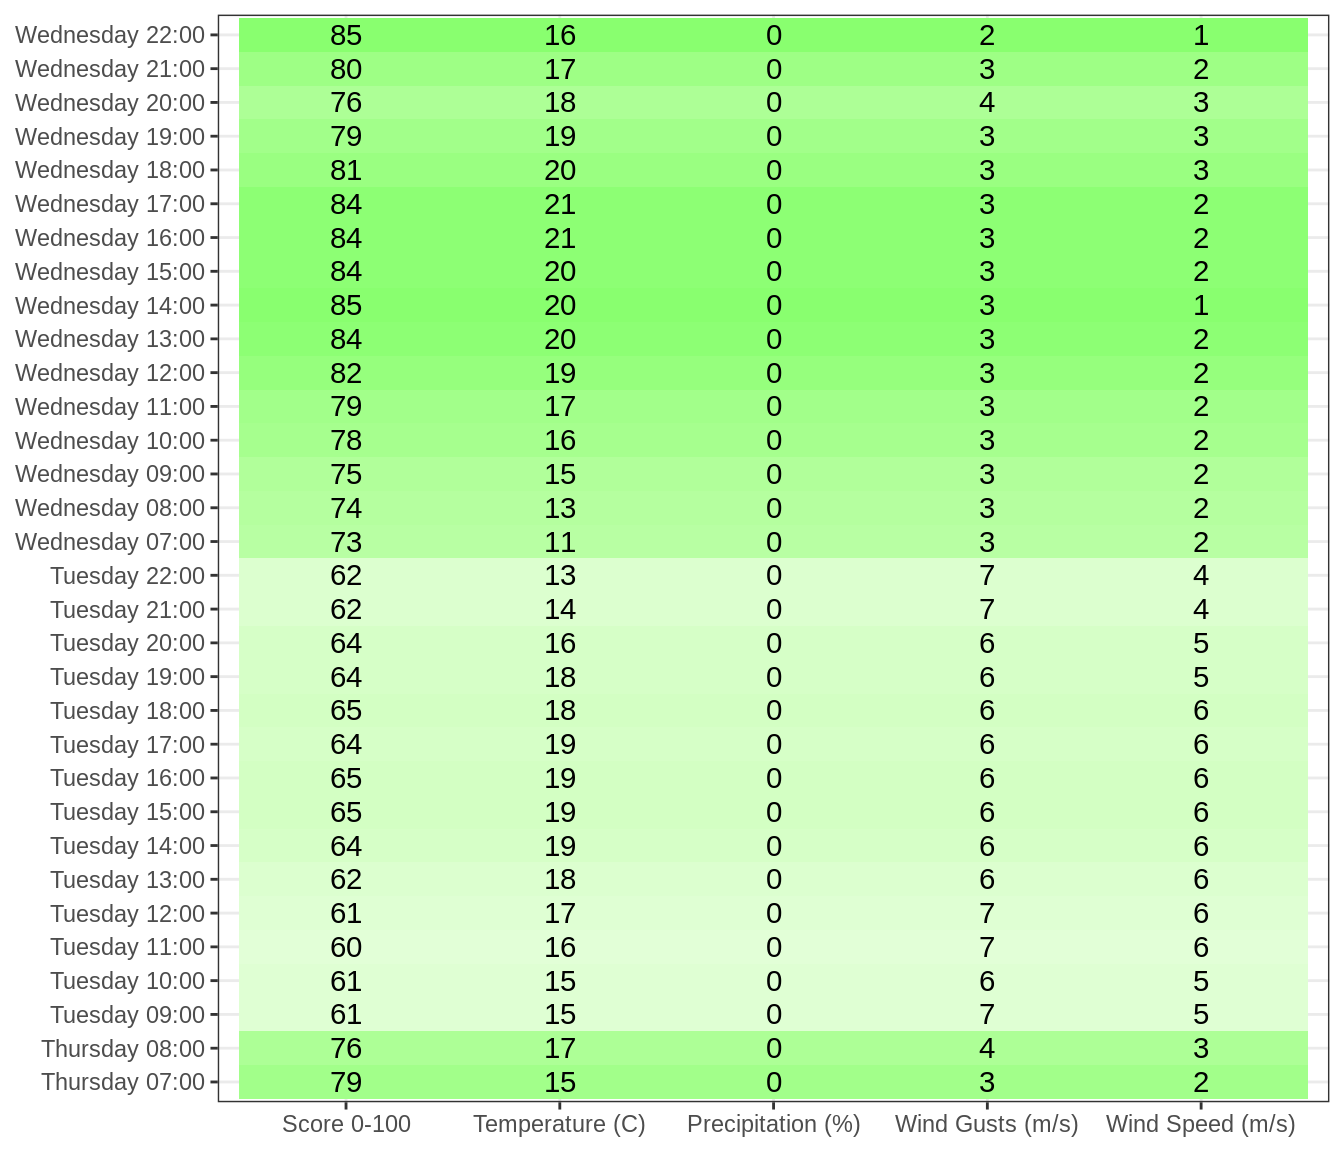 Wednesday 22:00 85 16 0 2 1
Wednesday 21:00 80 17 0 3 2
Wednesday 20:00 76 18 0 4 3
Wednesday 19:00 79 19 0 3 3
Wednesday 18:00 81 20 0 3 3
Wednesday 17:00 84 21 0 3 2
Wednesday 16:00 84 21 0 3 2
Wednesday 15:00 84 20 0 3 2
Wednesday 14:00 85 20 0 3 1
Wednesday 13:00 84 20 0 3 2
Wednesday 12:00 82 19 0 3 2
Wednesday 11:00 79 17 0 3 2
Wednesday 10:00 78 16 0 3 2
Wednesday 09:00 75 15 0 3 2
Wednesday 08:00 74 13 0 3 2
Wednesday 07:00 73 11 0 3 2
Tuesday 22:00 62 13 0 7 4
Tuesday 21:00 62 14 0 7 4
Tuesday 20:00 64 16 0 6 5
Tuesday 19:00 64 18 0 6 5
Tuesday 18:00 65 18 0 6 6
Tuesday 17:00 64 19 0 6 6
Tuesday 16:00 65 19 0 6 6
Tuesday 15:00 65 19 0 6 6
Tuesday 14:00 64 19 0 6 6
Tuesday 13:00 62 18 0 6 6
Tuesday 12:00 61 17 0 7 6
Tuesday 11:00 60 16 0 7 6
Tuesday 10:00 61 15 0 6 5
Tuesday 09:00 61 15 0 7 5
Thursday 08:00 76 17 0 4 3
Thursday 07:00 79 15 0 3 2
Score 0-100 Temperature (C) Precipitation (%) Wind Gusts (m/s) Wind Speed (m/s)